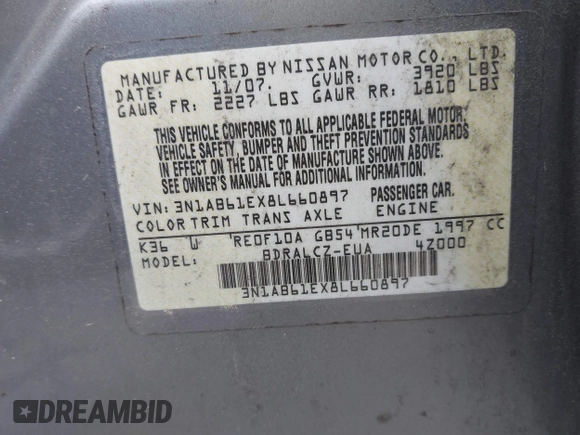 MANUFACTURED BY NISSAN MOTOR CO., LTD.
DATE: 11/07. GVWR: 3920 LBS
GAWR FR: 2227 LBS GAWR RR: 1810 LBS
THIS VEHICLE CONFORMS TO ALL APPLICABLE FEDERAL MOTOR
VEHICLE SAFETY, BUMPER AND THEFT PREVENTION STANDARDS
IN EFFECT ON THE DATE OF MANUFACTURE SHOWN ABOVE.
SEE OWNER'S MANUAL FOR ADDITIONAL INFORMATION.
VIN: 3N1AB61EX8L660897 PASSENGER CAR.
COLOR TRIM TRANS AXLE ENGINE
K36 W RE0F10A GB54 MR20DE 1997 CC
MODEL: BDRALCZ-EUA 4Z000
3N1AB61EX8L660897
DREAMBID